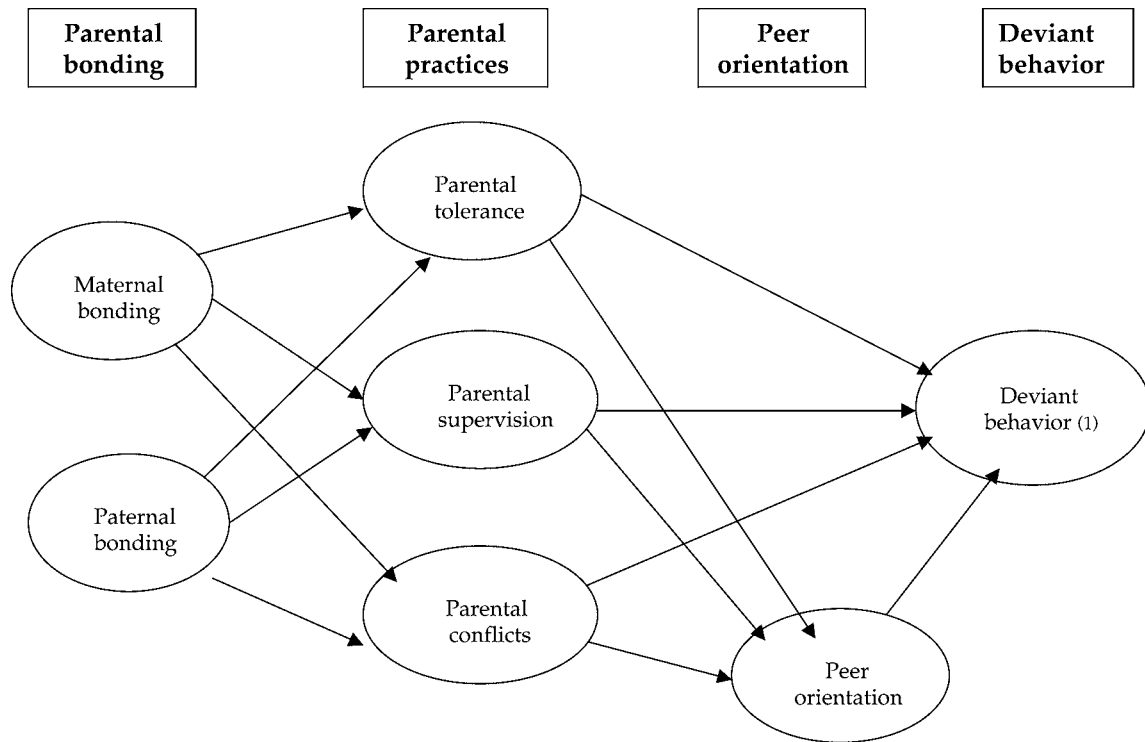 Parental
bonding
Parental
practices
Peer
orientation
Deviant
behavior
Parental
tolerance
Maternal
bonding
Parental
supervision
Deviant
behavior (1)
Paternal
bonding
Parental
conflicts
Peer
orientation